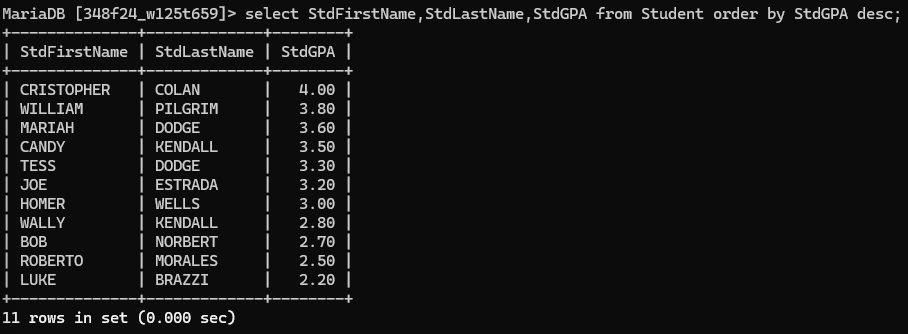 MariaDB [348f24_w125t659]> select StdFirstName,StdLastName,StdGPA from Student order by StdGPA desc;
+--------------+-------------+--------+
| StdFirstName | StdLastName | StdGPA |
+--------------+-------------+--------+
| CRISTOPHER   | COLAN       |   4.00 |
| WILLIAM      | PILGRIM     |   3.80 |
| MARIAH       | DODGE       |   3.60 |
| CANDY        | KENDALL     |   3.50 |
| TESS         | DODGE       |   3.30 |
| JOE          | ESTRADA     |   3.20 |
| HOMER        | WELLS       |   3.00 |
| WALLY        | KENDALL     |   2.80 |
| BOB          | NORBERT     |   2.70 |
| ROBERTO      | MORALES     |   2.50 |
| LUKE         | BRAZZI      |   2.20 |
+--------------+-------------+--------+
11 rows in set (0.000 sec)